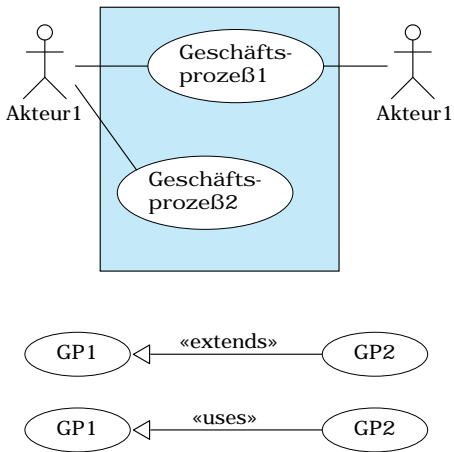 Geschäfts-
prozeß1
Akteur1
Akteur1
Geschäfts-
prozeß2
«extends»
GP1
GP2
«uses»
GP1
GP2